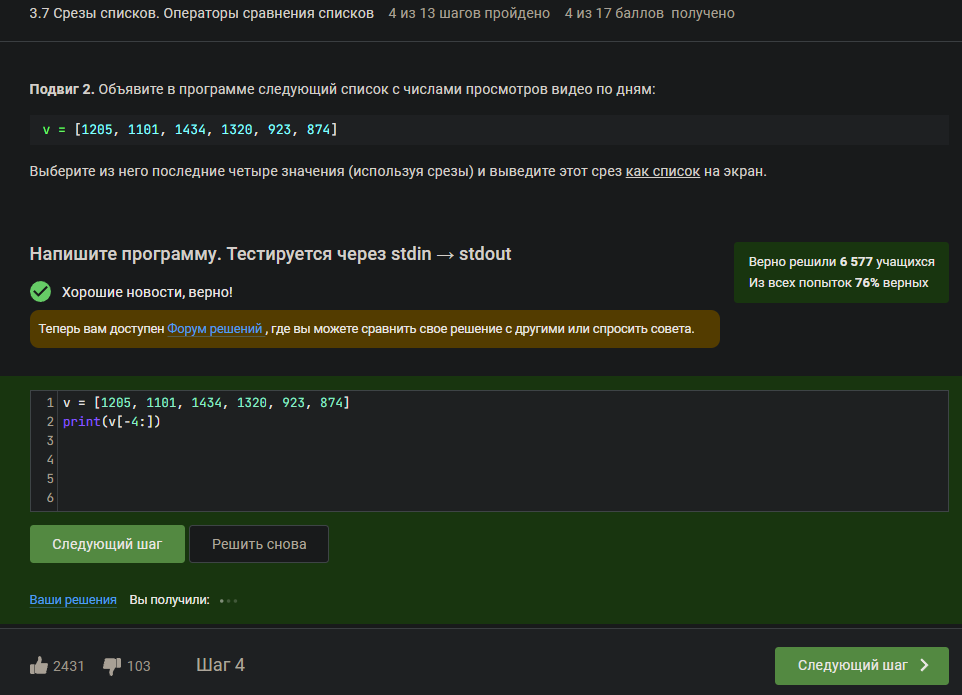 3.7 Срезы списков. Операторы сравнения списков 4 из 13 шагов пройдено 4 из 17 баллов получено
Подвиг 2. Объявите в программе следующий список с числами просмотров видео по дням:
v = [1205, 1101, 1434, 1320, 923, 874]
Выберите из него последние четыре значения (используя срезы) и выведите этот срез как список на экран.
Напишите программу. Тестируется через stdin → stdout
Верно решили 6 577 учащихся
Из всех попыток 76% верных
Хорошие новости, верно!
Теперь вам доступен Форум решений , где вы можете сравнить свое решение с другими или спросить совета.
1 v = [1205, 1101, 1434, 1320, 923, 874]
2 print(v[-4:])
3
4
5
6
Следующий шаг Решить снова
Ваши решения Вы получили:
2431 103 Шаг 4 Следующий шаг